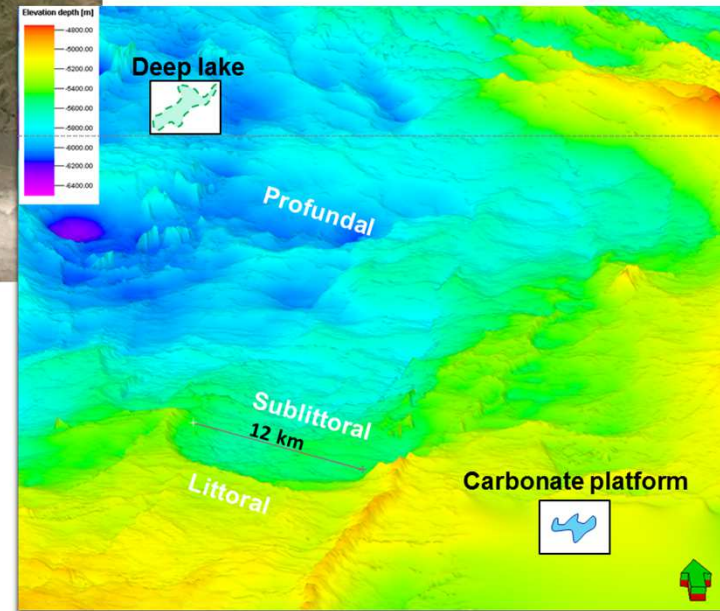 Elevation depth [m]
-4800.00
-5000.00
-5200.00
-5400.00
-5600.00
-5800.00
-6000.00
-6200.00
-6400.00
Deep lake
Profundal
Sublittoral
12 km
Littoral
Carbonate platform